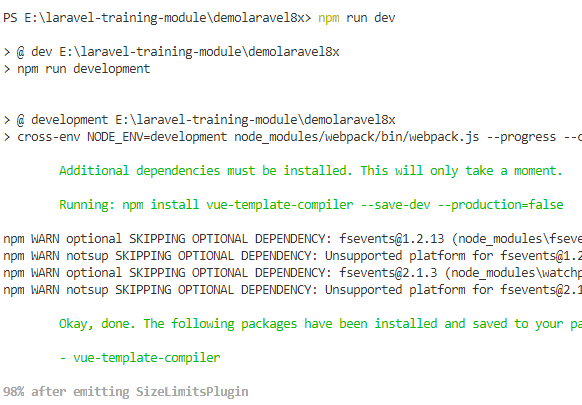 PS E:\laravel-training-module\demolaravel8x> npm run dev
> @ dev E:\laravel-training-module\demolaravel8x
> npm run development
> @ development E:\laravel-training-module\demolaravel8x
> cross-env NODE_ENV=development node_modules/webpack/bin/webpack.js --progress --
Additional dependencies must be installed. This will only take a moment.
Running: npm install vue-template-compiler --save-dev --production=false
npm WARN optional SKIPPING OPTIONAL DEPENDENCY: fsevents@1.2.13 (node_modules\fseve
npm WARN notsup SKIPPING OPTIONAL DEPENDENCY: Unsupported platform for fsevents@1.2
npm WARN optional SKIPPING OPTIONAL DEPENDENCY: fsevents@2.1.3 (node_modules\watchp
npm WARN notsup SKIPPING OPTIONAL DEPENDENCY: Unsupported platform for fsevents@2.1
Okay, done. The following packages have been installed and saved to your pa
- vue-template-compiler
98% after emitting SizeLimitsPlugin